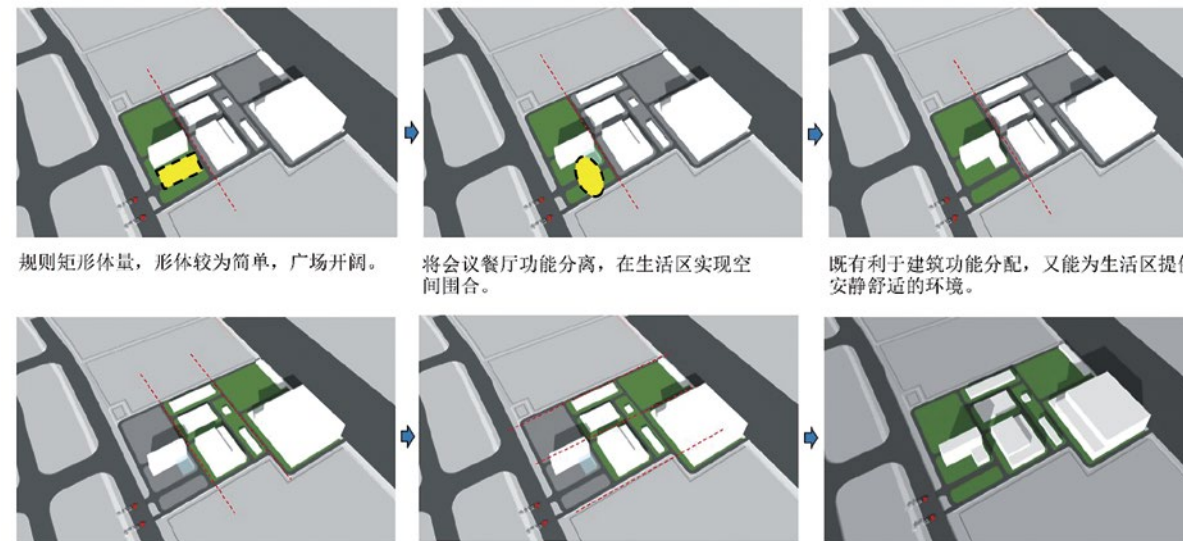 规则矩形体量，形体较为简单，广场开阔。
将会议餐厅功能分离，在生活区实现空
间围合。
既有利于建筑功能分配，又能为生活区提供
安静舒适的环境。